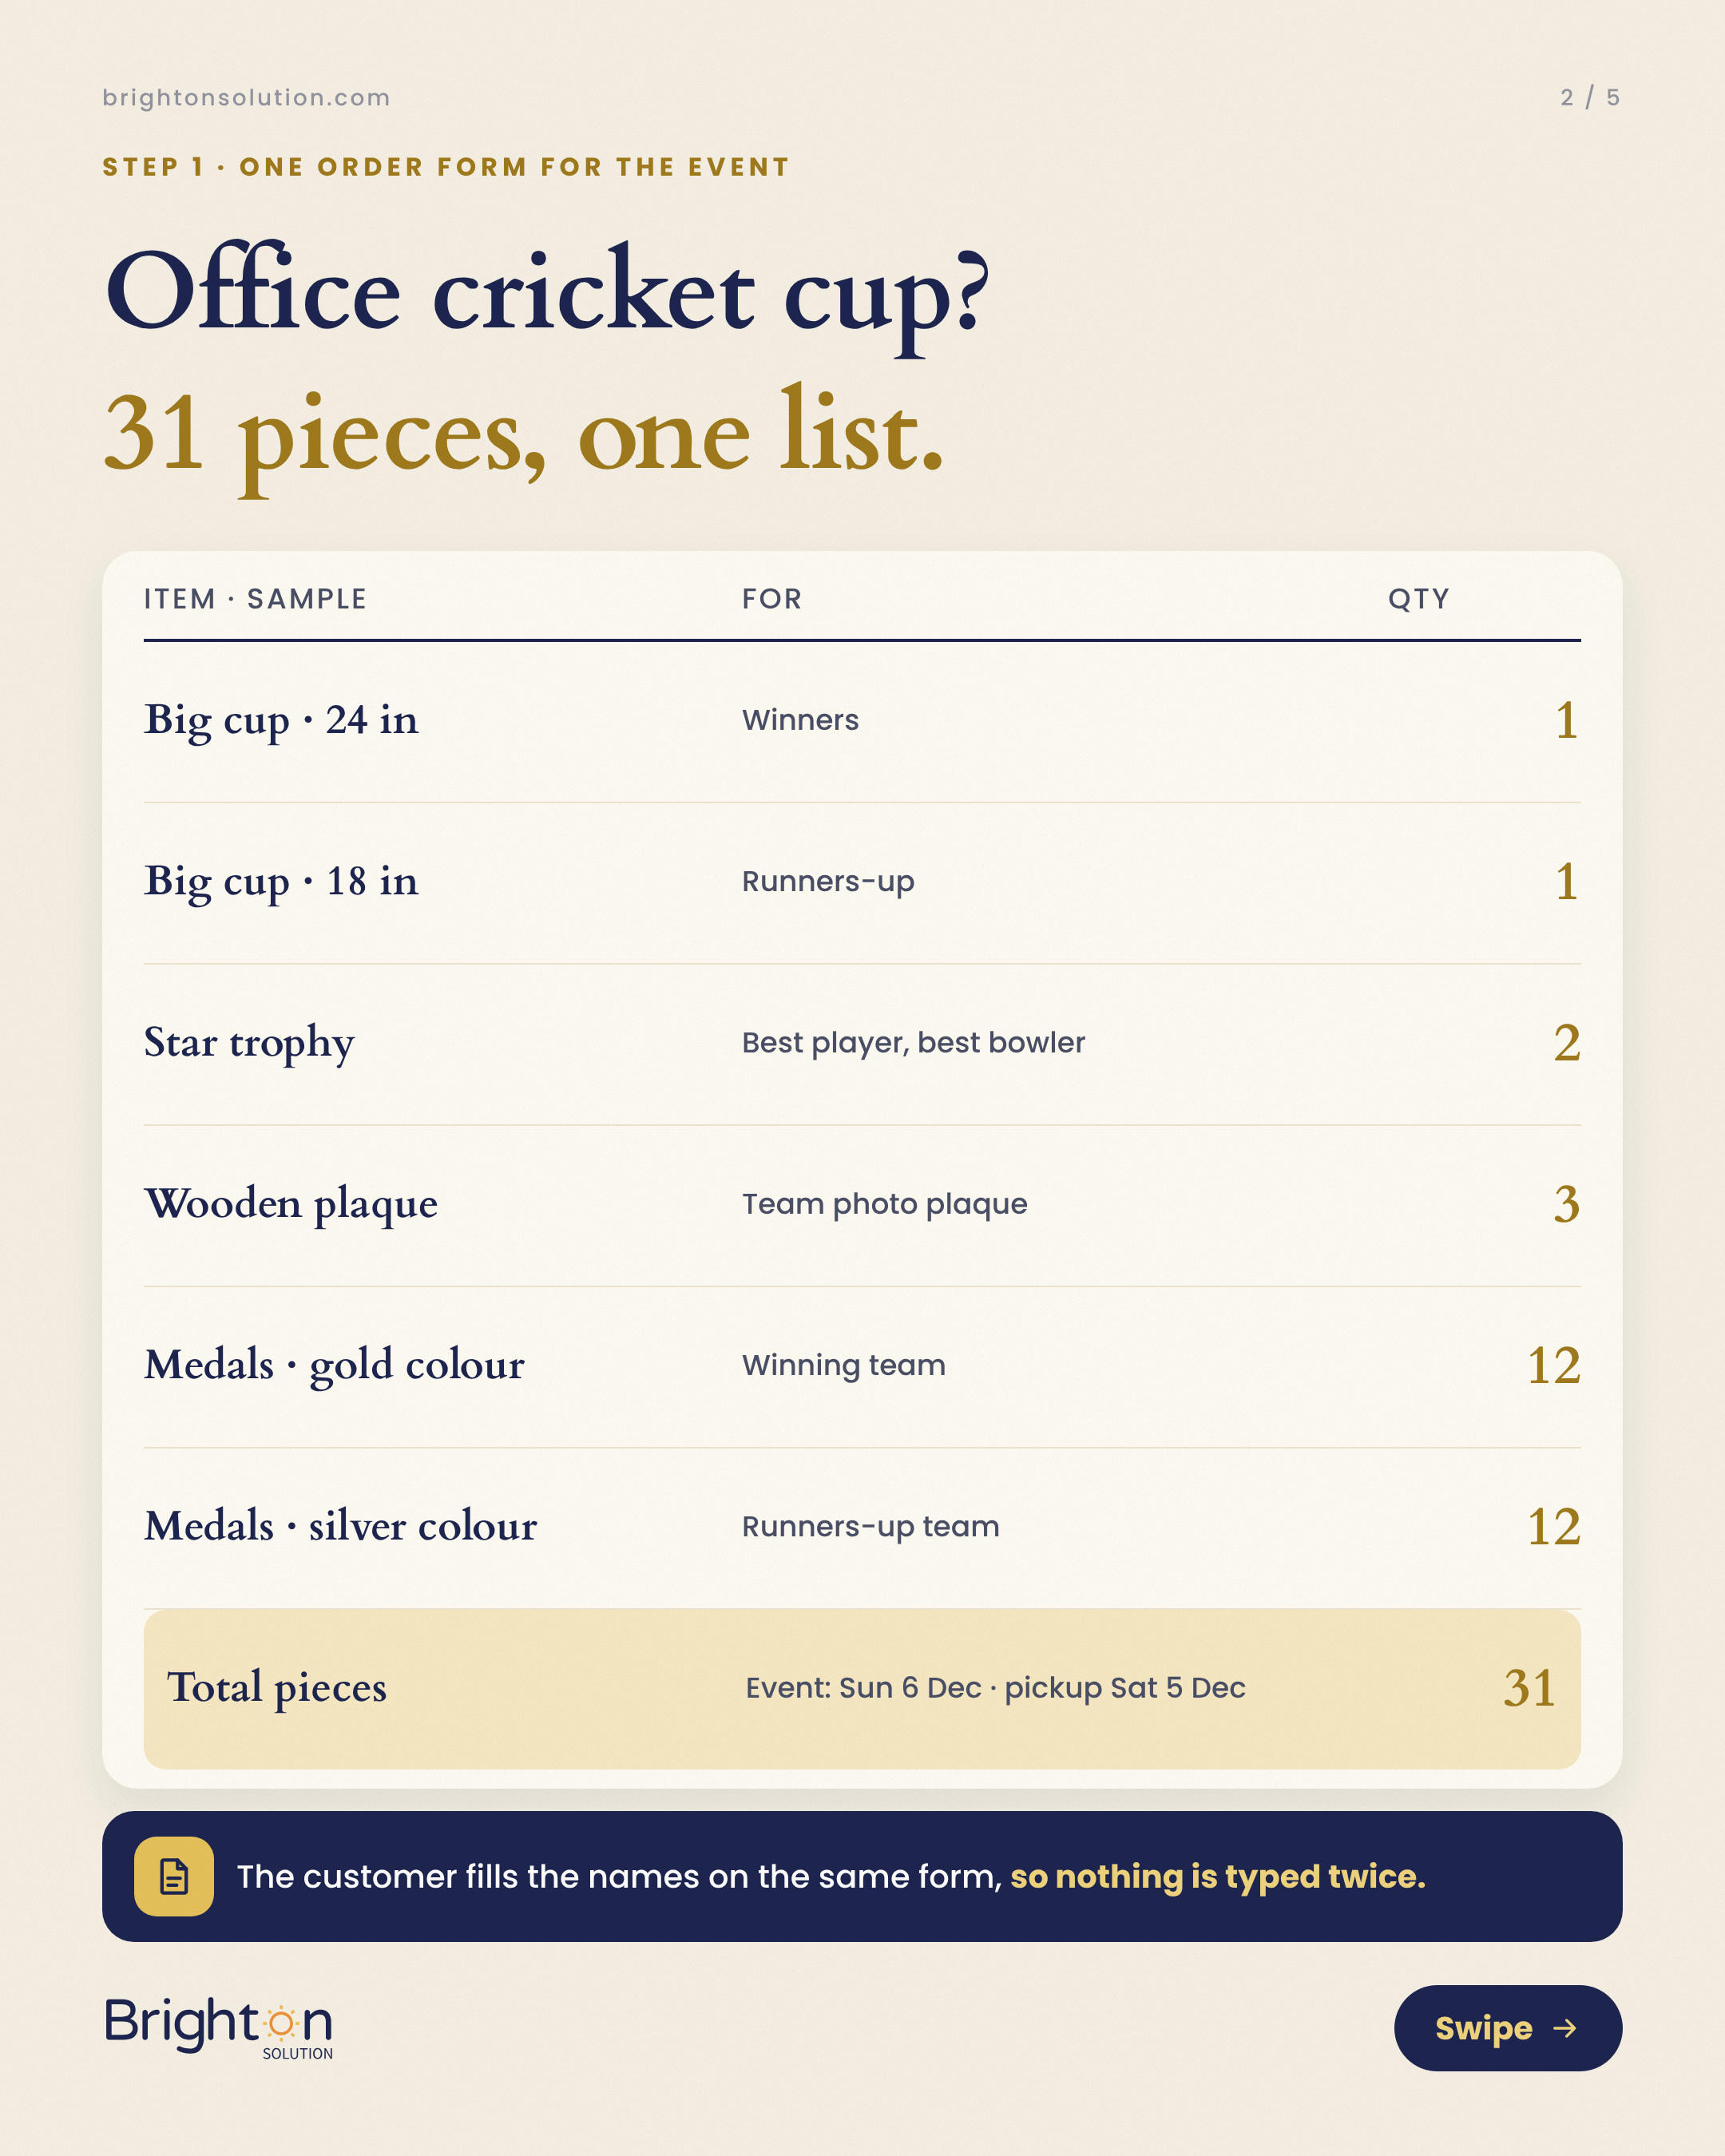 brightonsolution.com
2 / 5
STEP 1 · ONE ORDER FORM FOR THE EVENT
Office cricket cup?
31 pieces, one list.
ITEM · SAMPLE FOR QTY
Big cup · 24 in Winners 1
Big cup · 18 in Runners-up 1
Star trophy Best player, best bowler 2
Wooden plaque Team photo plaque 3
Medals · gold colour Winning team 12
Medals · silver colour Runners-up team 12
Total pieces Event: Sun 6 Dec · pickup Sat 5 Dec 31
The customer fills the names on the same form, so nothing is typed twice.
Brighton
SOLUTION
Swipe →